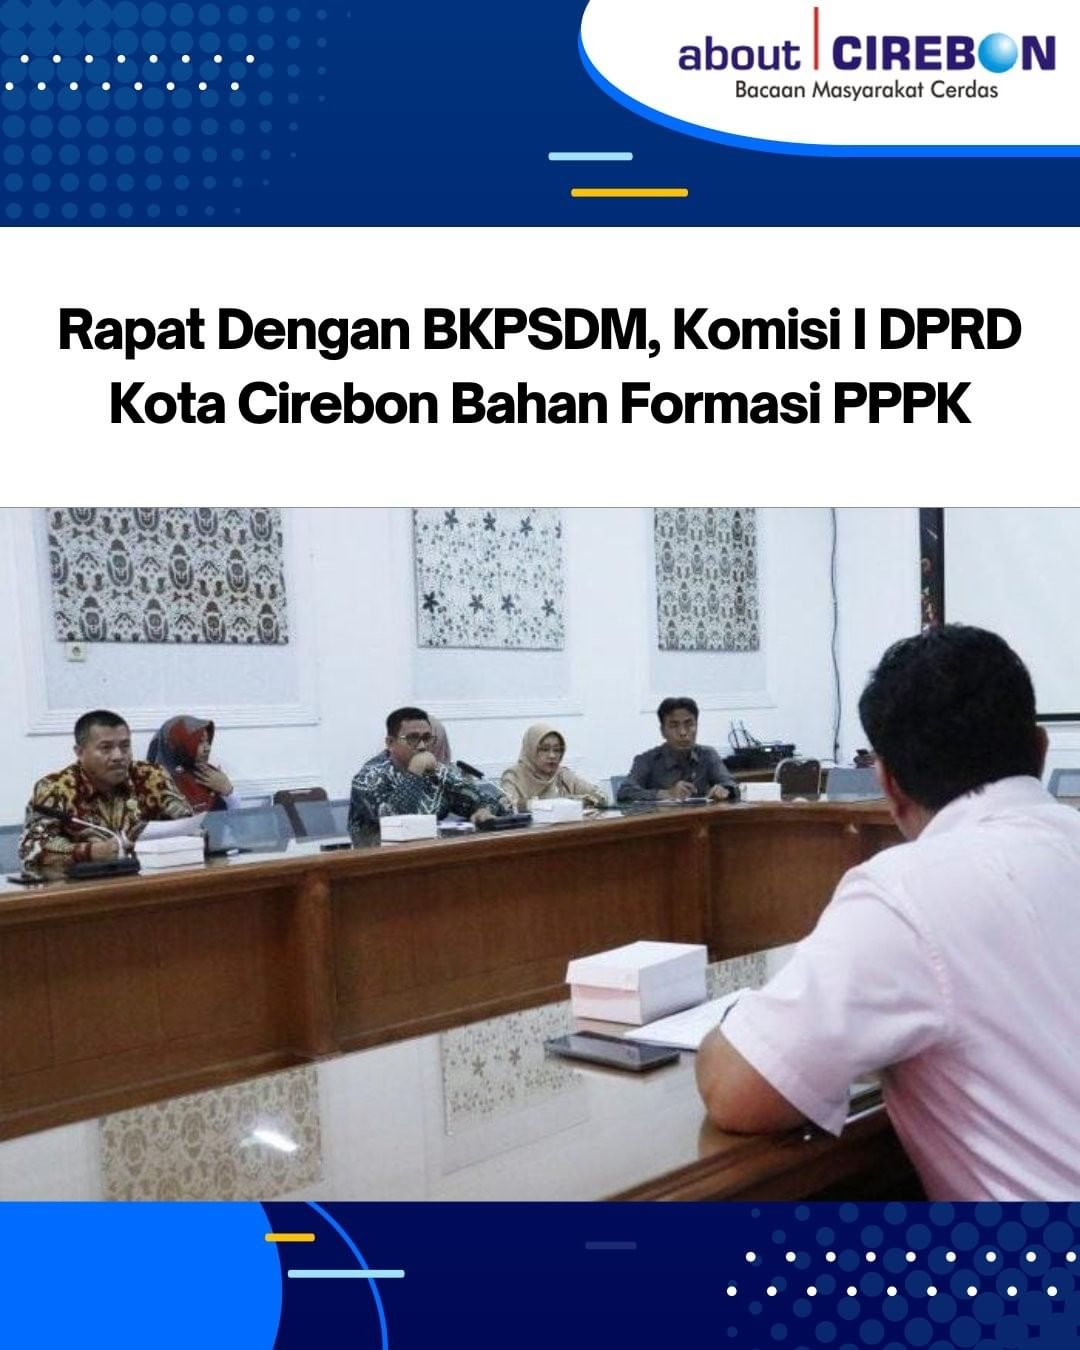 about | CIREBON
Bacaan Masyarakat Cerdas
Rapat Dengan BKPSDM, Komisi I DPRD
Kota Cirebon Bahan Formasi PPPK